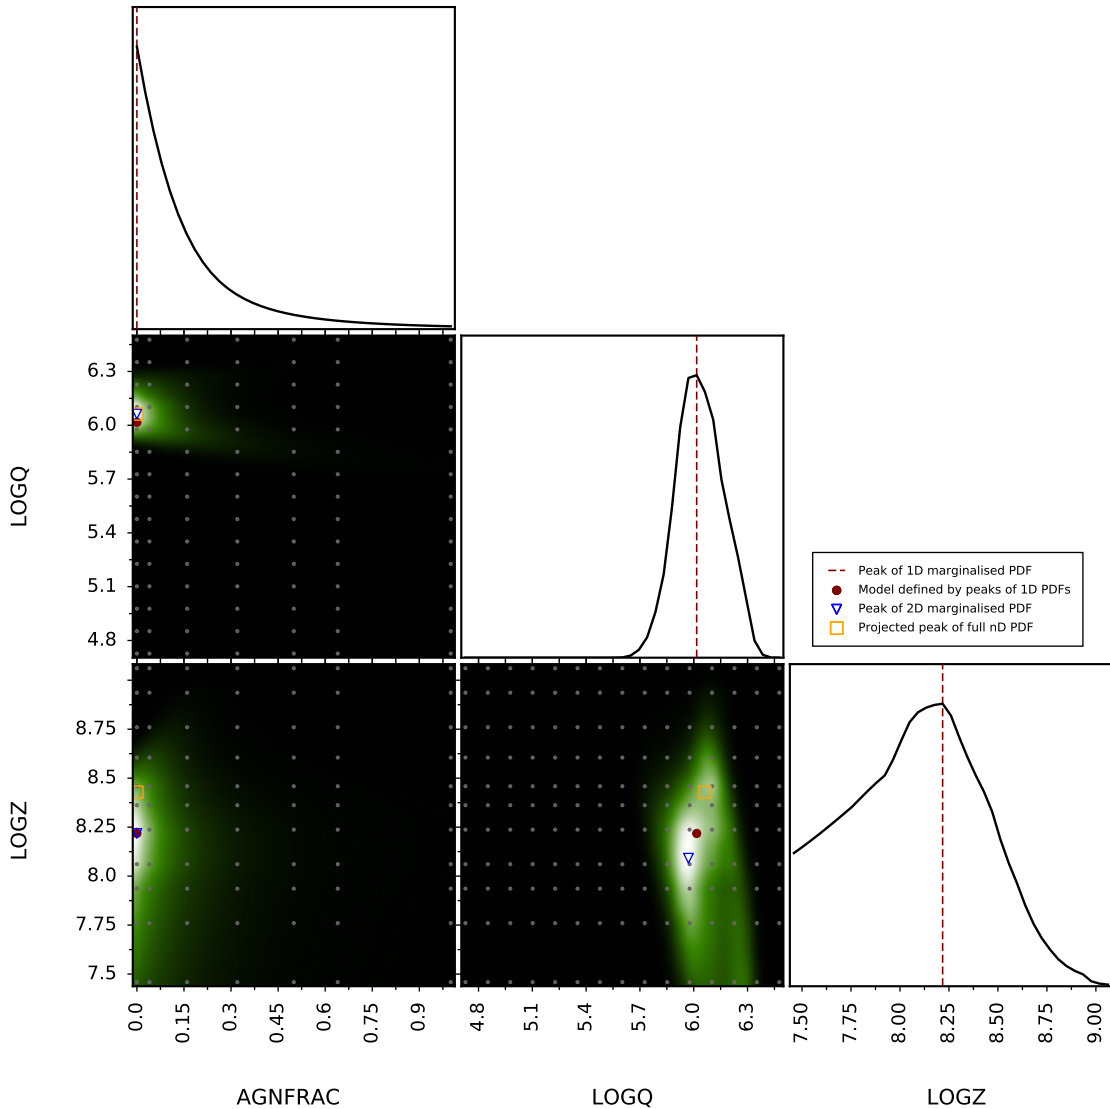 6.3
6.0
5.7
5.4
5.1
4.8
LOGQ
Peak of 1D marginalised PDF
Model defined by peaks of 1D PDFs
Peak of 2D marginalised PDF
Projected peak of full nD PDF
8.75
8.5
8.25
8.0
7.75
7.5
LOGZ
0.0 0.15 0.3 0.45 0.6 0.75 0.9
4.8 5.1 5.4 5.7 6.0 6.3
7.50 7.75 8.00 8.25 8.50 8.75 9.00
AGNFRAC LOGQ LOGZ